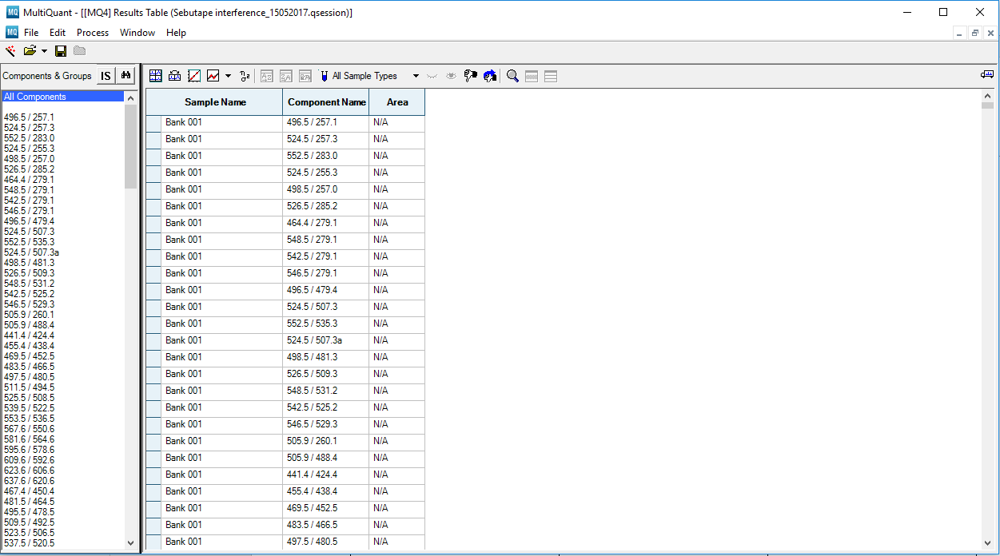 MQ MultiQuant - [[MQ4] Results Table (Sebutape interference_15052017.qsession)]
MQ File Edit Process Window Help
Components & Groups IS
All Sample Types
All Components
496.5 / 257.1
524.5 / 257.3
552.5 / 283.0
524.5 / 255.3
498.5 / 257.0
526.5 / 285.2
464.4 / 279.1
548.5 / 279.1
542.5 / 279.1
546.5 / 279.1
496.5 / 479.4
524.5 / 507.3
552.5 / 535.3
524.5 / 507.3a
498.5 / 481.3
526.5 / 509.3
548.5 / 531.2
542.5 / 525.2
546.5 / 529.3
505.9 / 260.1
505.9 / 488.4
441.4 / 424.4
455.4 / 438.4
469.5 / 452.5
483.5 / 466.5
497.5 / 480.5
511.5 / 494.5
525.5 / 508.5
539.5 / 522.5
553.5 / 536.5
567.6 / 550.6
581.6 / 564.6
595.6 / 578.6
609.6 / 592.6
623.6 / 606.6
637.6 / 620.6
467.4 / 450.4
481.5 / 464.5
495.5 / 478.5
509.5 / 492.5
523.5 / 506.5
537.5 / 520.5
Sample Name Component Name Area
Bank 001 496.5 / 257.1 N/A
Bank 001 524.5 / 257.3 N/A
Bank 001 552.5 / 283.0 N/A
Bank 001 524.5 / 255.3 N/A
Bank 001 498.5 / 257.0 N/A
Bank 001 526.5 / 285.2 N/A
Bank 001 464.4 / 279.1 N/A
Bank 001 548.5 / 279.1 N/A
Bank 001 542.5 / 279.1 N/A
Bank 001 546.5 / 279.1 N/A
Bank 001 496.5 / 479.4 N/A
Bank 001 524.5 / 507.3 N/A
Bank 001 552.5 / 535.3 N/A
Bank 001 524.5 / 507.3a N/A
Bank 001 498.5 / 481.3 N/A
Bank 001 526.5 / 509.3 N/A
Bank 001 548.5 / 531.2 N/A
Bank 001 542.5 / 525.2 N/A
Bank 001 546.5 / 529.3 N/A
Bank 001 505.9 / 260.1 N/A
Bank 001 505.9 / 488.4 N/A
Bank 001 441.4 / 424.4 N/A
Bank 001 455.4 / 438.4 N/A
Bank 001 469.5 / 452.5 N/A
Bank 001 483.5 / 466.5 N/A
Bank 001 497.5 / 480.5 N/A